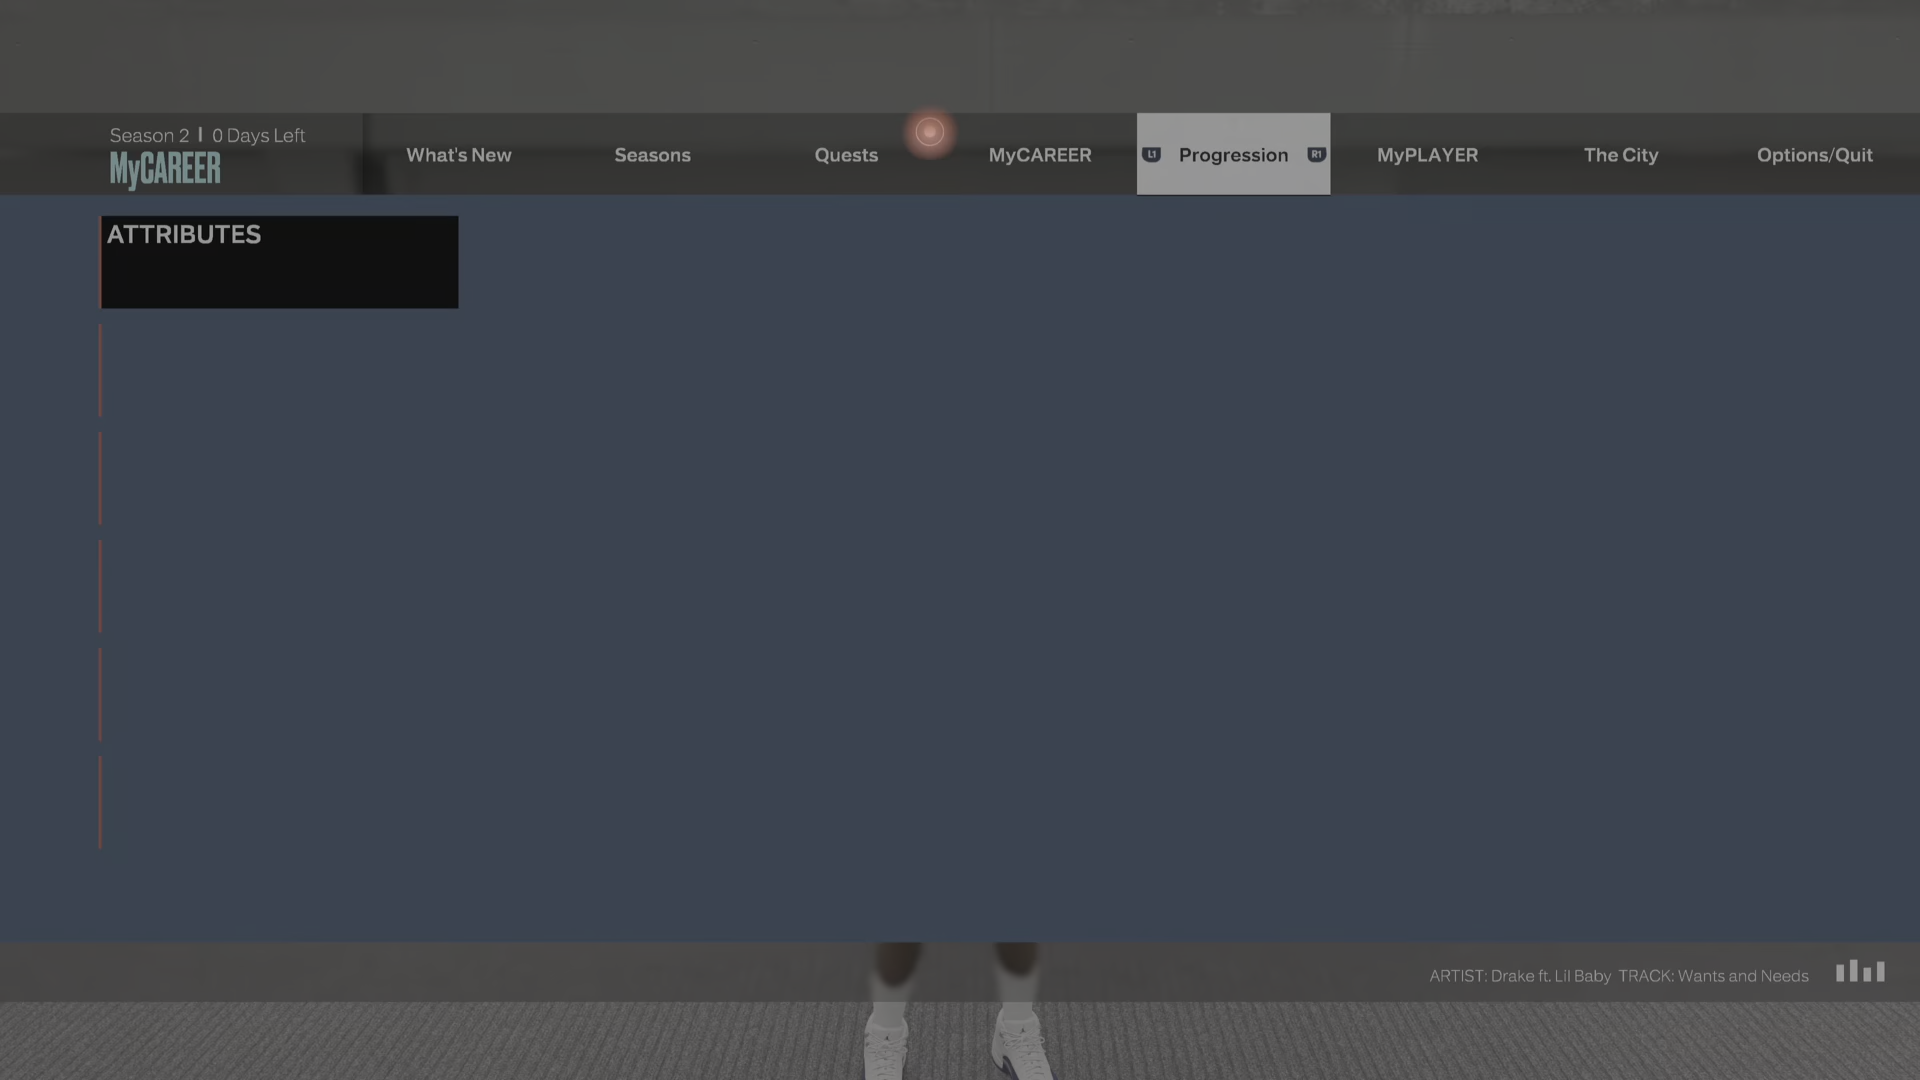 Season 2 | 0 Days Left
MyCAREER
What's New
Seasons
Quests
MyCAREER
L1 Progression R1
MyPLAYER
The City
Options/Quit
ATTRIBUTES
ARTIST: Drake ft. Lil Baby TRACK: Wants and Needs